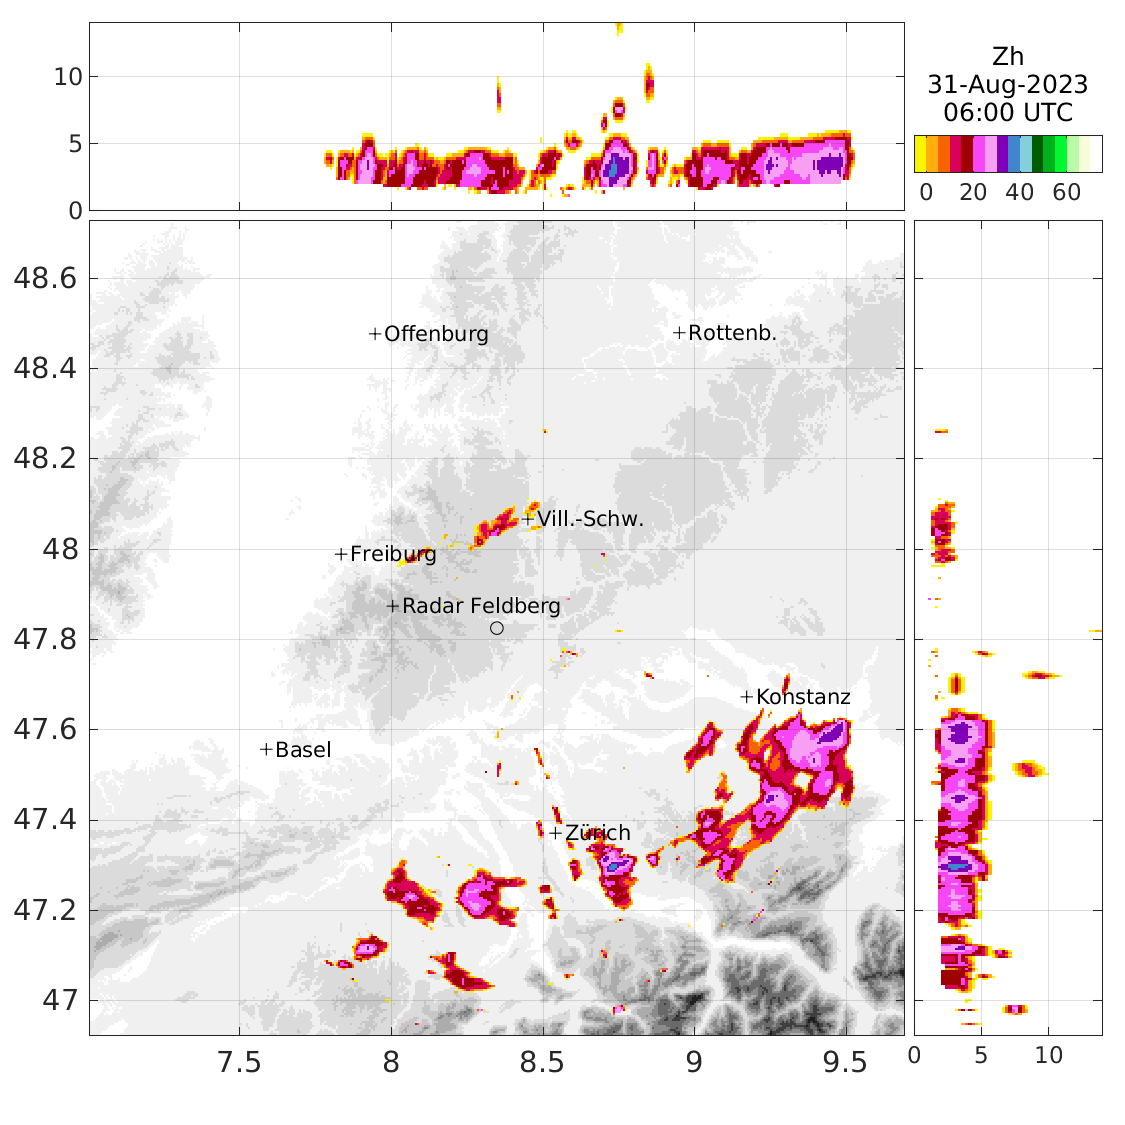 10
5
0
Zh
31-Aug-2023
06:00 UTC
0 20 40 60
48.6
48.4
48.2
48
47.8
47.6
47.4
47.2
47
+Offenburg
+Rottenb.
+Vill.-Schw.
+Freiburg
+Radar Feldberg
+Konstanz
+Basel
+Zürich
7.5 8 8.5 9 9.5
0 5 10